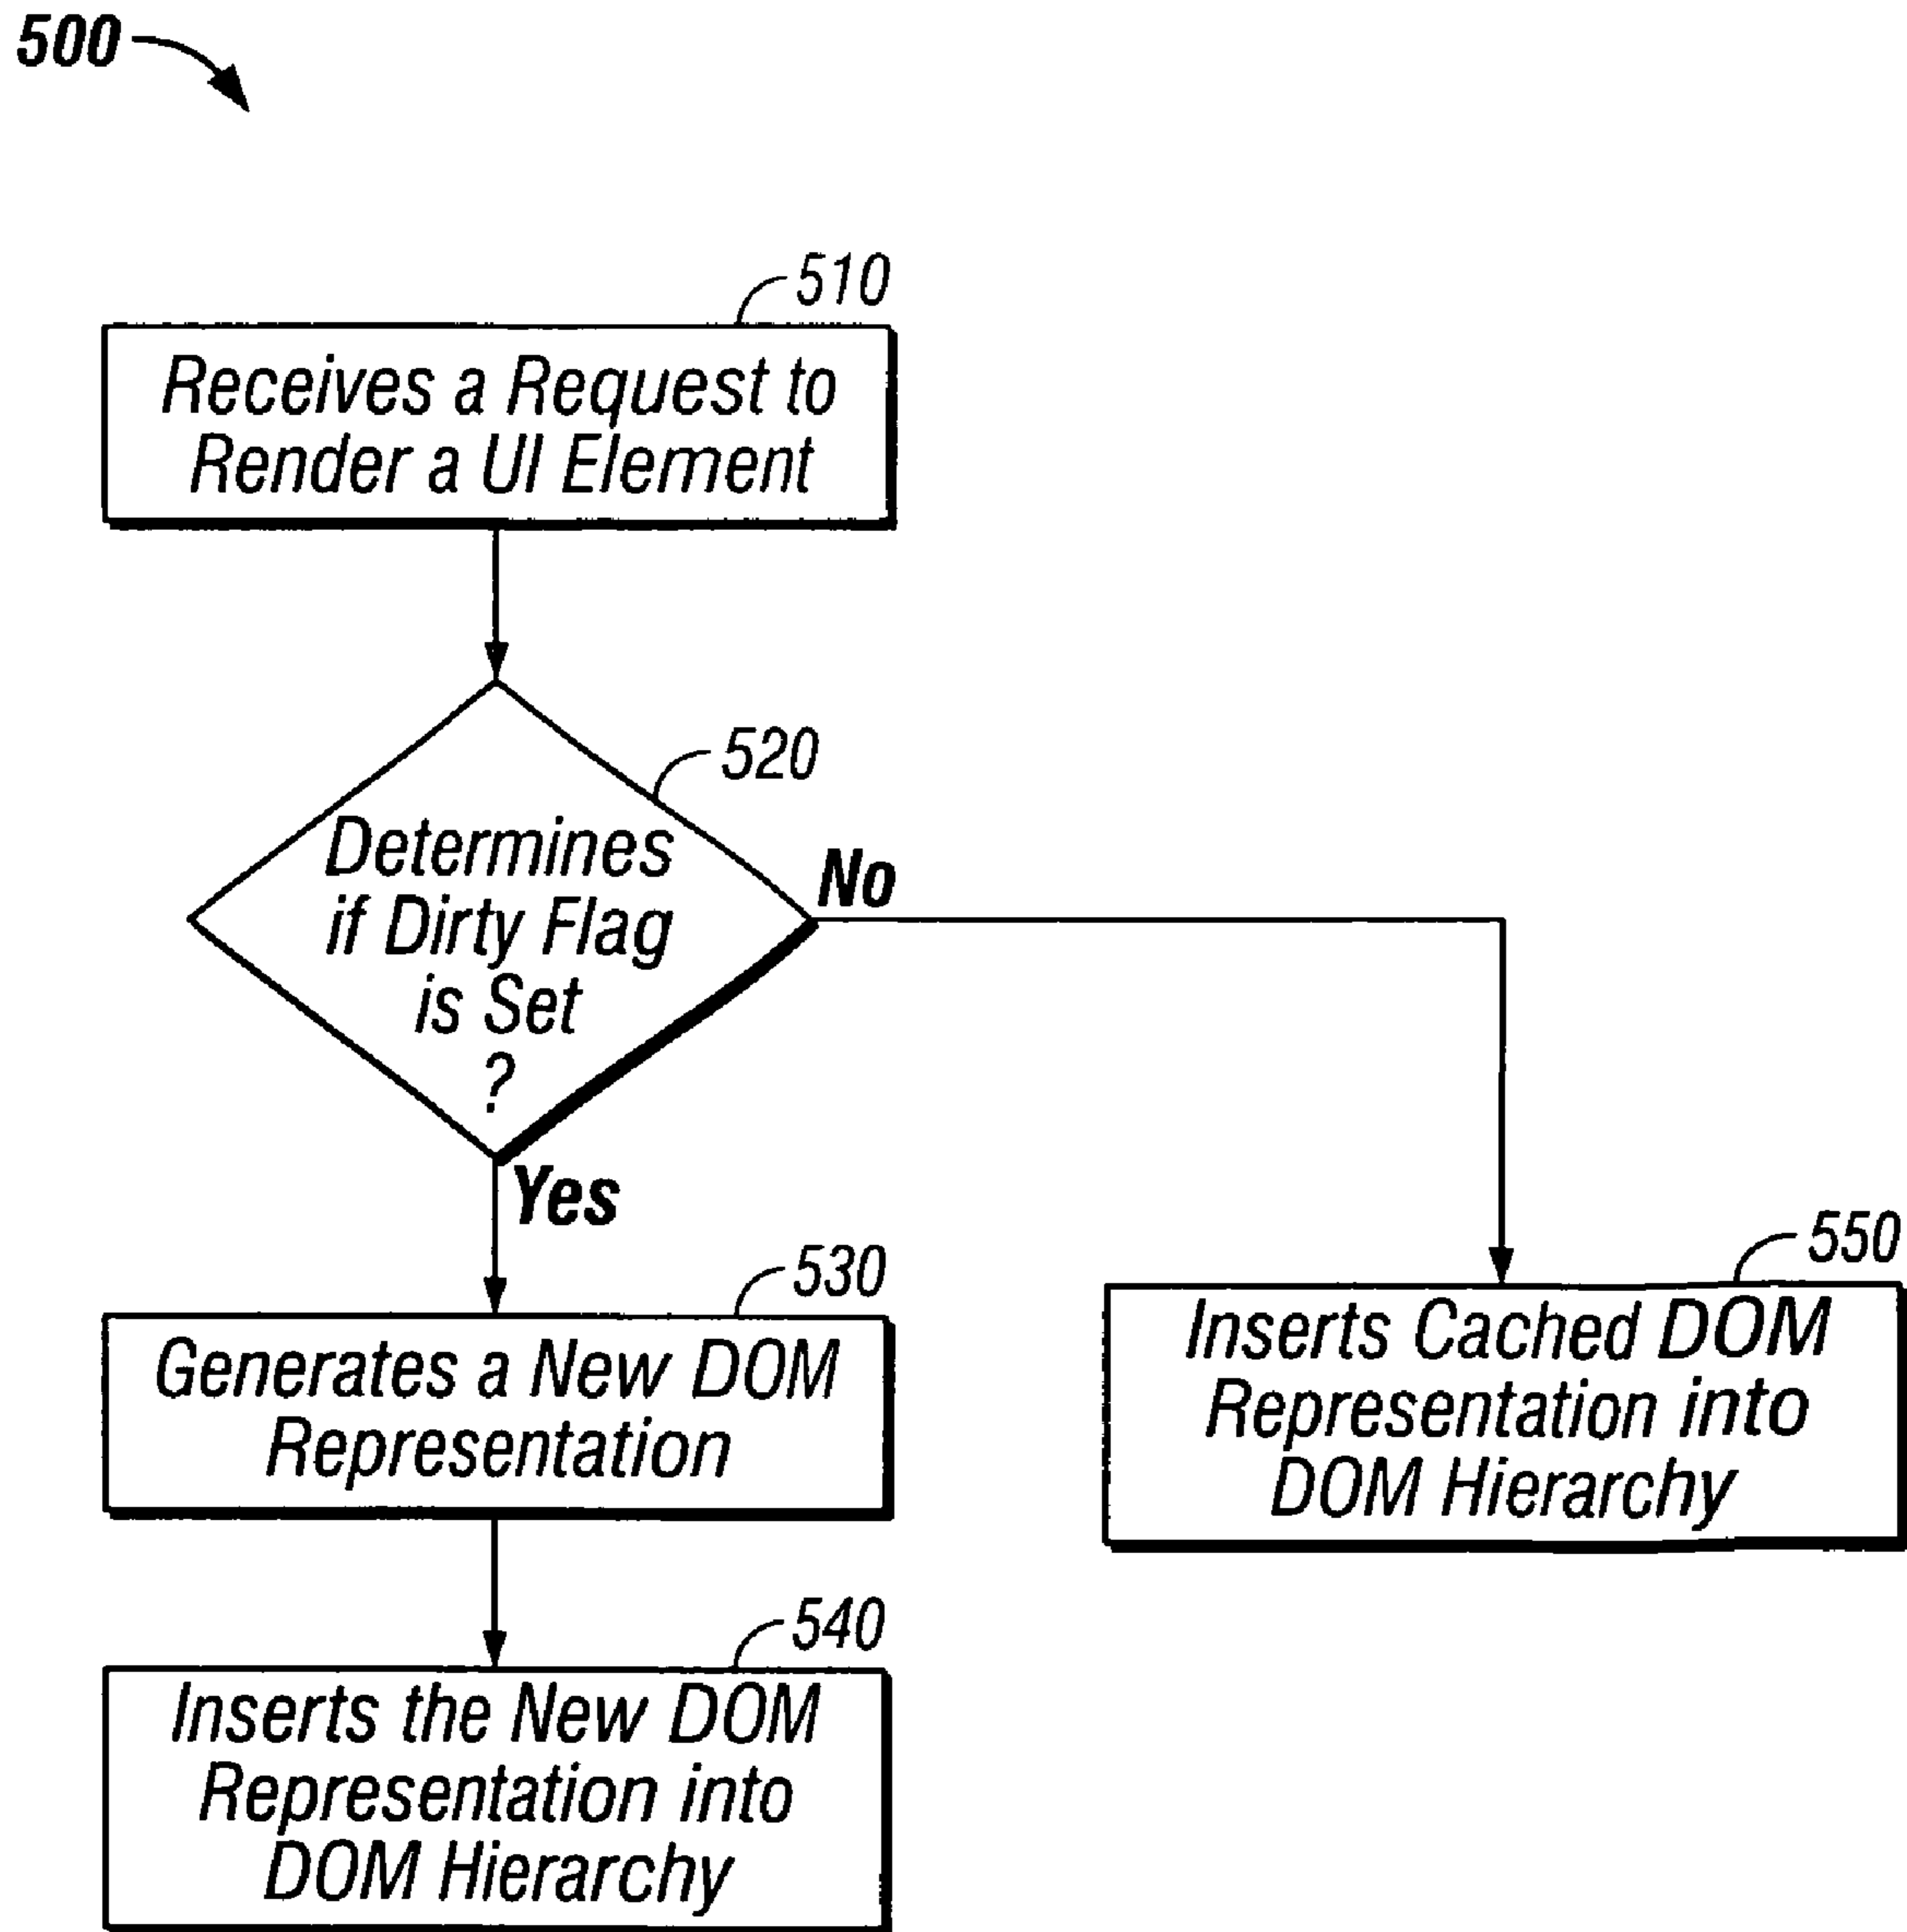 500
510
Receives a Request to
Render a UI Element
520
Determines
if Dirty Flag
is Set
?
No
Yes
530
Generates a New DOM
Representation
550
Inserts Cached DOM
Representation into
DOM Hierarchy
540
Inserts the New DOM
Representation into
DOM Hierarchy